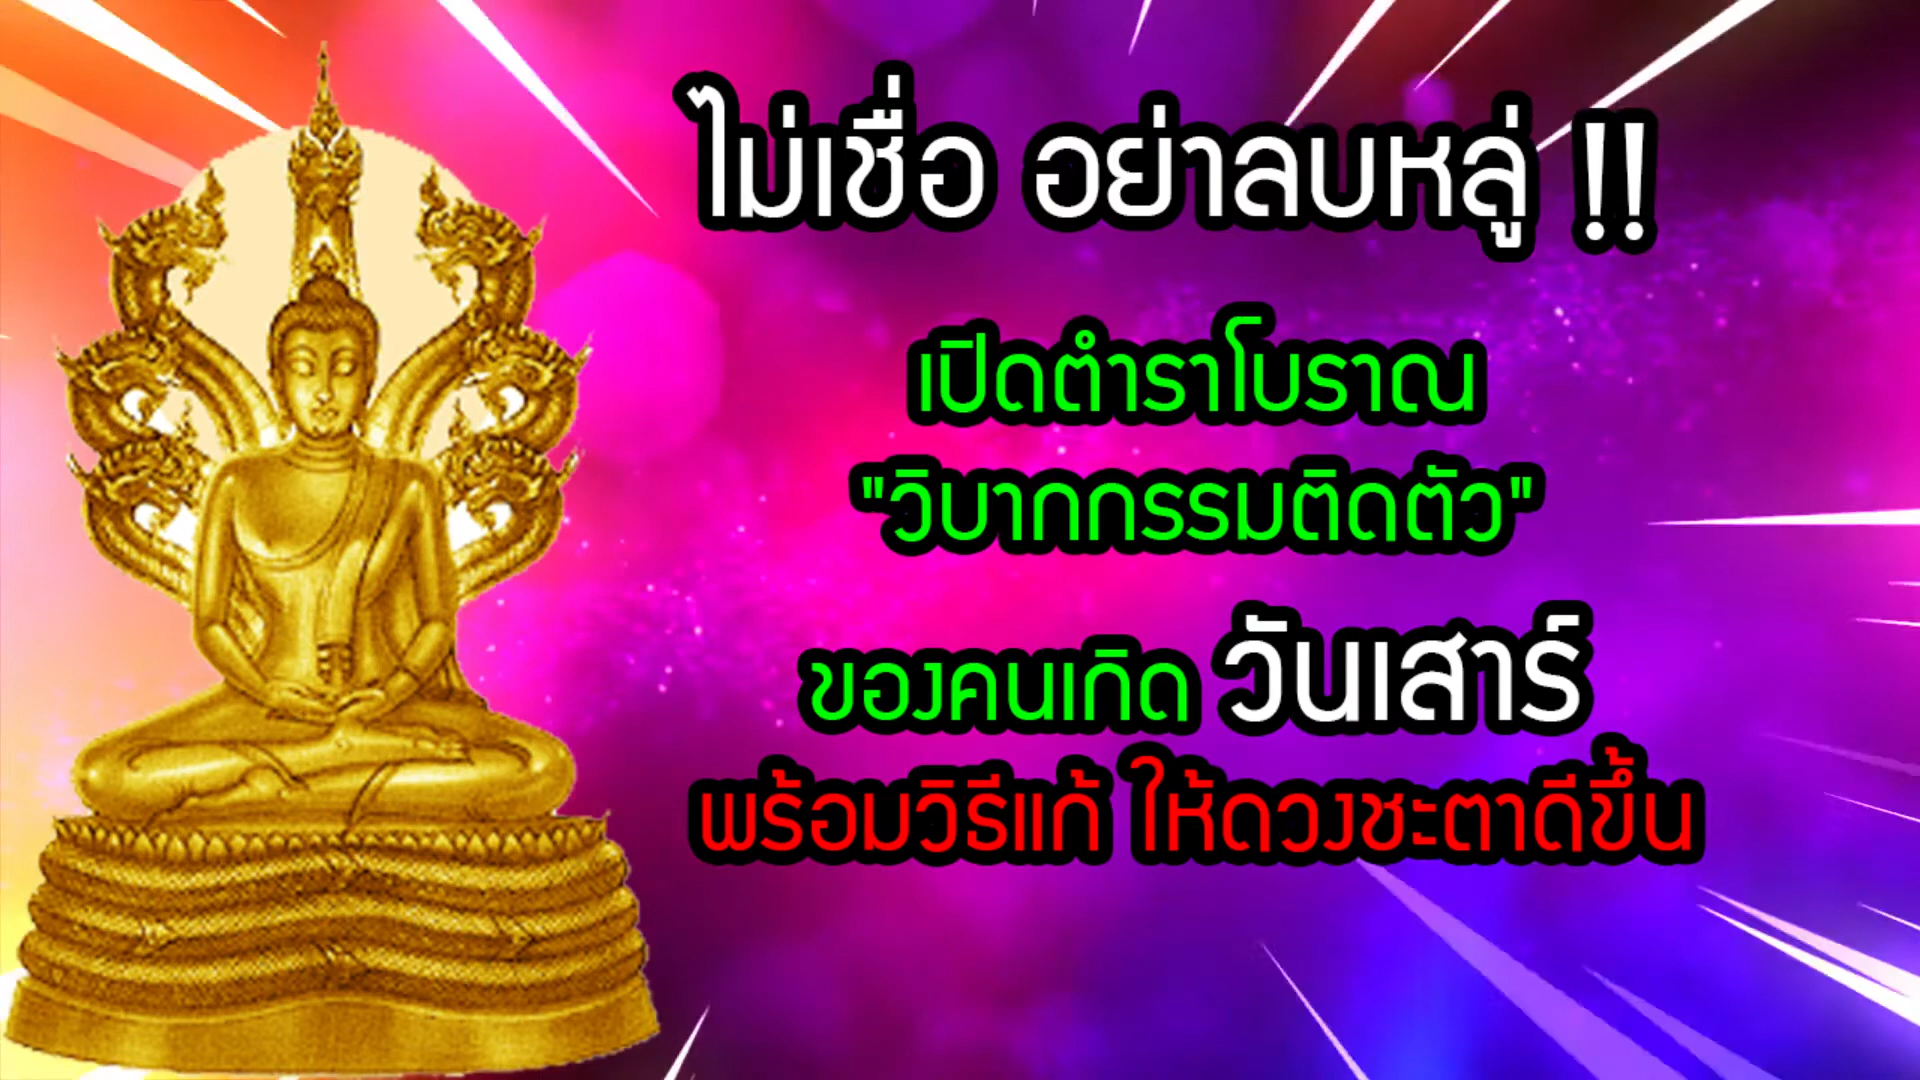 ไม่เชื่อ อย่าลบหลู่ !!
เปิดตำราโบราณ
"วิบากกรรมติดตัว"
ของคนเกิด วันเสาร์
พร้อมวิธีแก้ ให้ดวงชะตาดีขึ้น